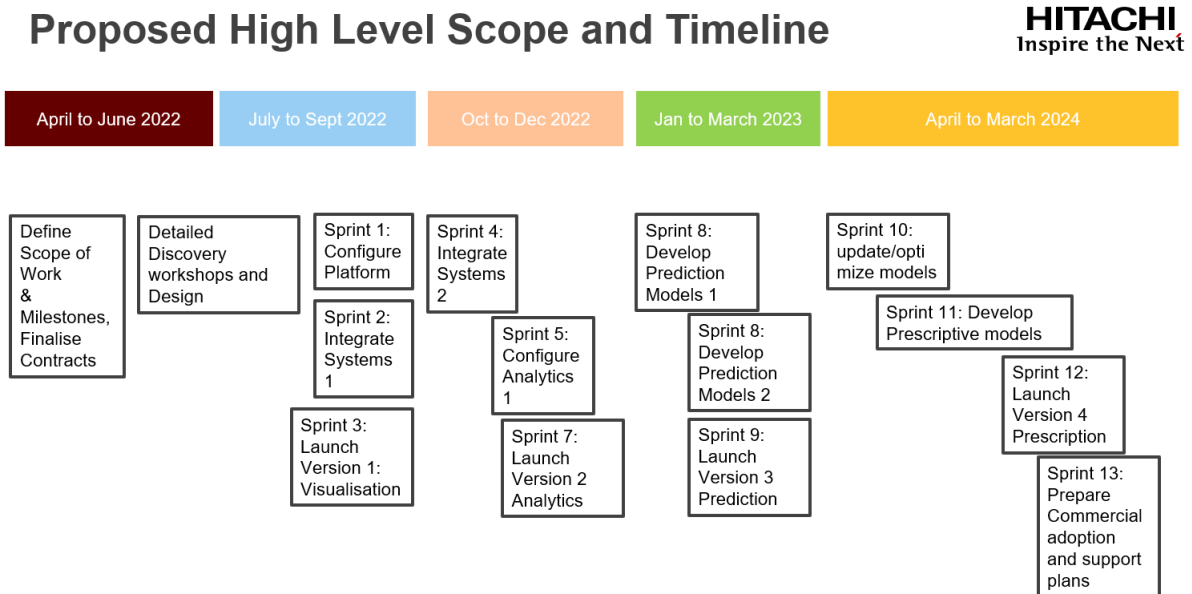 Proposed High Level Scope and Timeline
HITACHI
Inspire the Next
April to June 2022
July to Sept 2022
Oct to Dec 2022
Jan to March 2023
April to March 2024
Define
Scope of
Work
&
Milestones,
Finalise
Contracts
Detailed
Discovery
workshops and
Design
Sprint 1:
Configure
Platform
Sprint 2:
Integrate
Systems
1
Sprint 3:
Launch
Version 1:
Visualisation
Sprint 4:
Integrate
Systems
2
Sprint 5:
Configure
Analytics
1
Sprint 7:
Launch
Version 2
Analytics
Sprint 8:
Develop
Prediction
Models 1
Sprint 8:
Develop
Prediction
Models 2
Sprint 9:
Launch
Version 3
Prediction
Sprint 10:
update/opti
mize models
Sprint 11: Develop
Prescriptive models
Sprint 12:
Launch
Version 4
Prescription
Sprint 13:
Prepare
Commercial
adoption
and support
plans